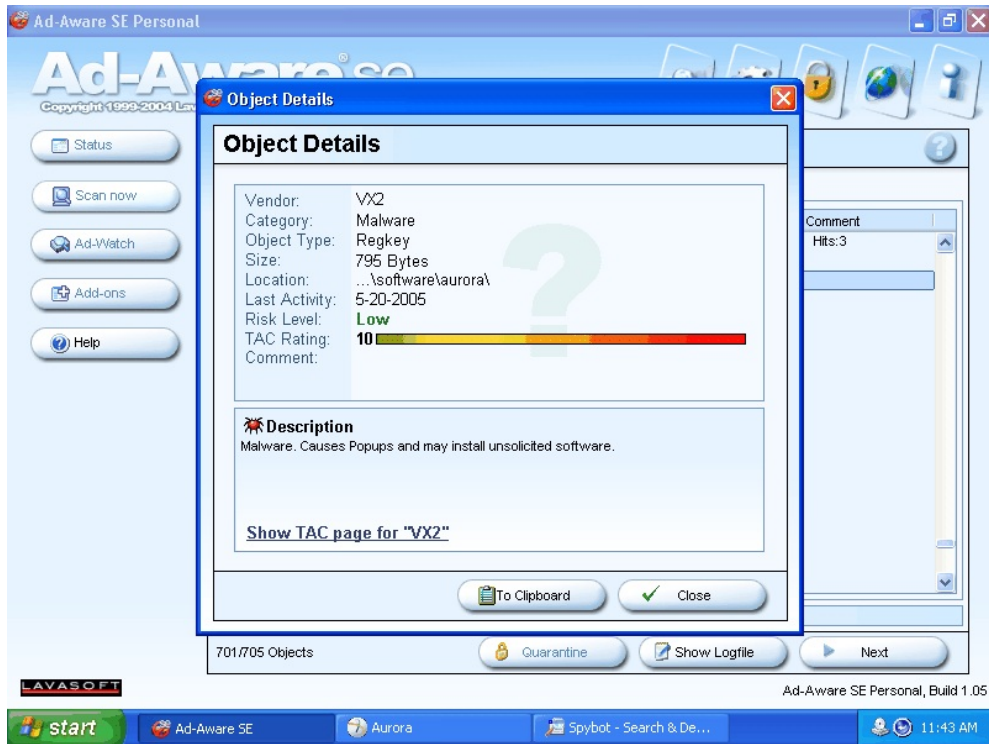 Ad-Aware SE Personal
Copyright 1999-2004
Status
Scan now
Ad-Watch
Add-ons
Help
Object Details
Object Details
Vendor: VX2
Category: Malware
Object Type: Regkey
Size: 795 Bytes
Location: ...\software\aurora\
Last Activity: 5-20-2005
Risk Level: Low
TAC Rating: 10
Comment:
Description
Malware. Causes Popups and may install unsolicited software.
Show TAC page for "VX2"
To Clipboard
Close
Comment
Hits:3
701/705 Objects
Quarantine
Show Logfile
Next
LAVASOFT
Ad-Aware SE Personal, Build 1.05
start
Ad-Aware SE
Aurora
Spybot - Search & De...
11:43 AM